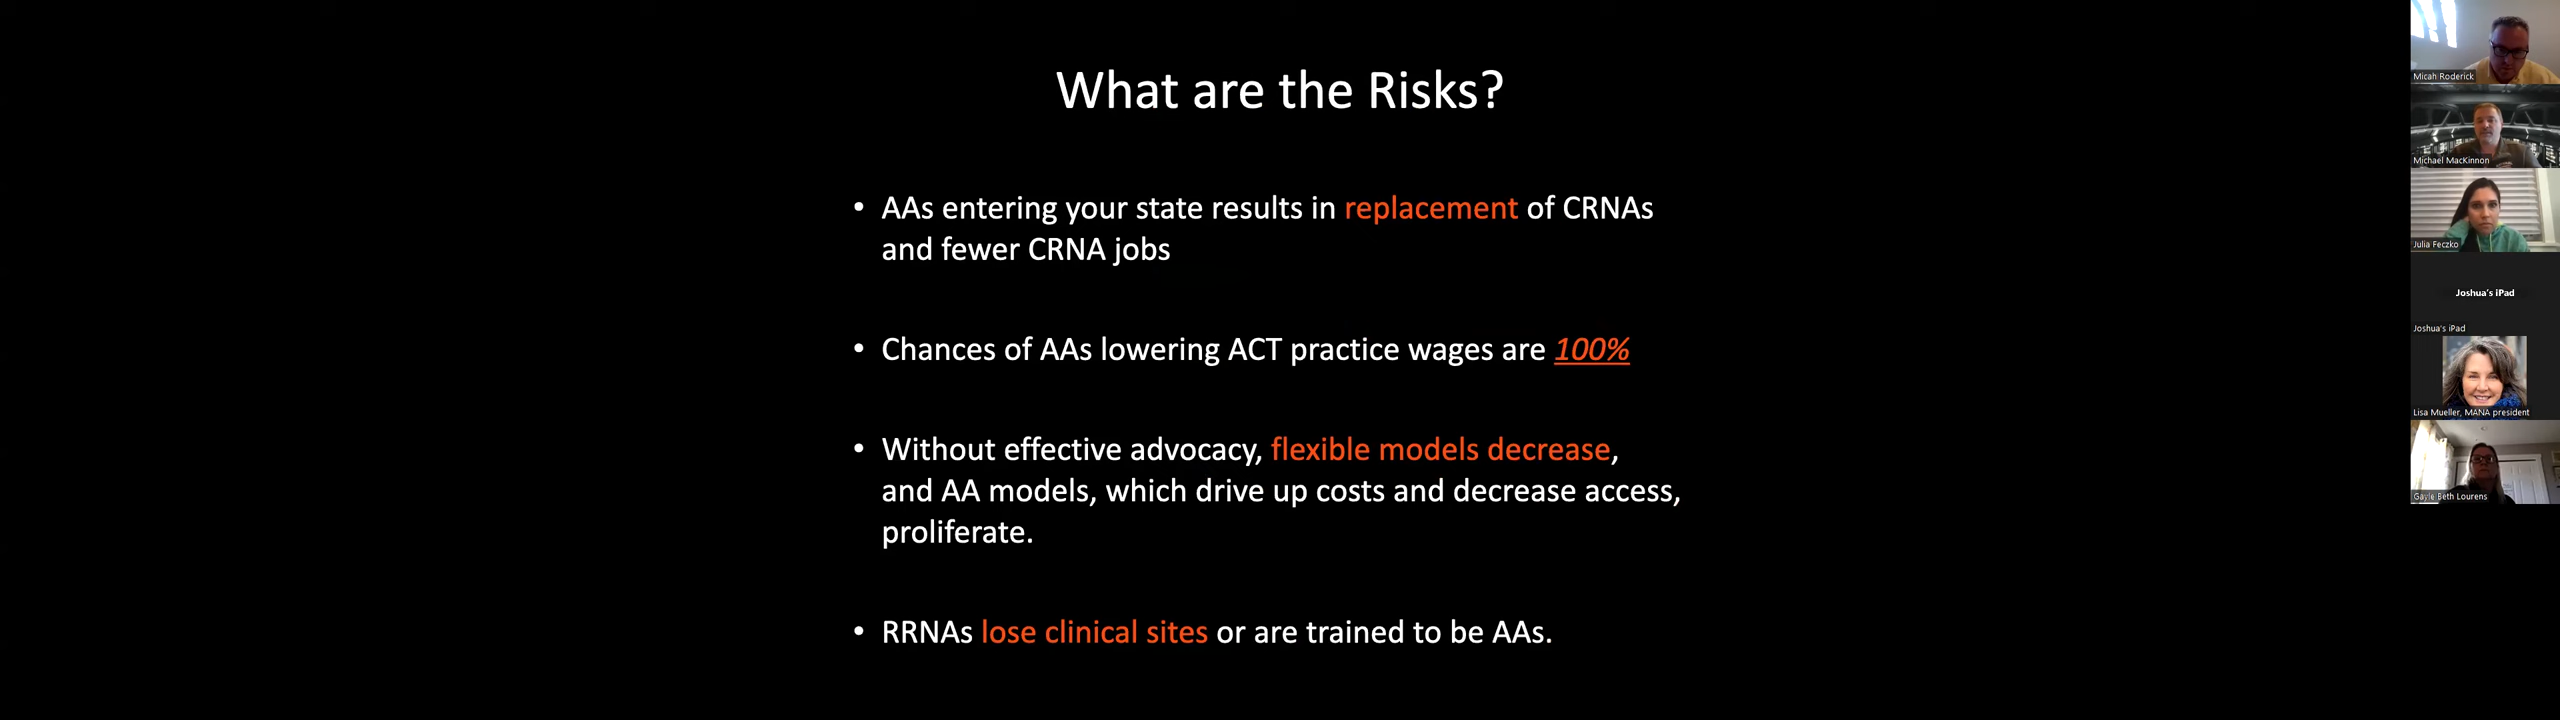 What are the Risks?
• AAs entering your state results in replacement of CRNAs
and fewer CRNA jobs
• Chances of AAs lowering ACT practice wages are 100%
• Without effective advocacy, flexible models decrease,
and AA models, which drive up costs and decrease access,
proliferate.
• RRNAs lose clinical sites or are trained to be AAs.
Micah Roderick
Michael MacKinnon
Julia Feczko
Joshua's iPad
Joshua's iPad
Lisa Mueller, MANA president
Gayle Beth Lourens